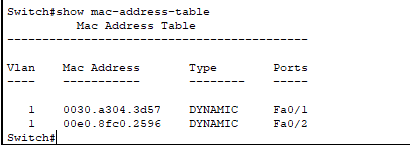 Switch#show mac-address-table
Mac Address Table
-------------------------------------------
Vlan Mac Address Type Ports
---- ----------- -------- -----
1 0030.a304.3d57 DYNAMIC Fa0/1
1 00e0.8fc0.2596 DYNAMIC Fa0/2
Switch#